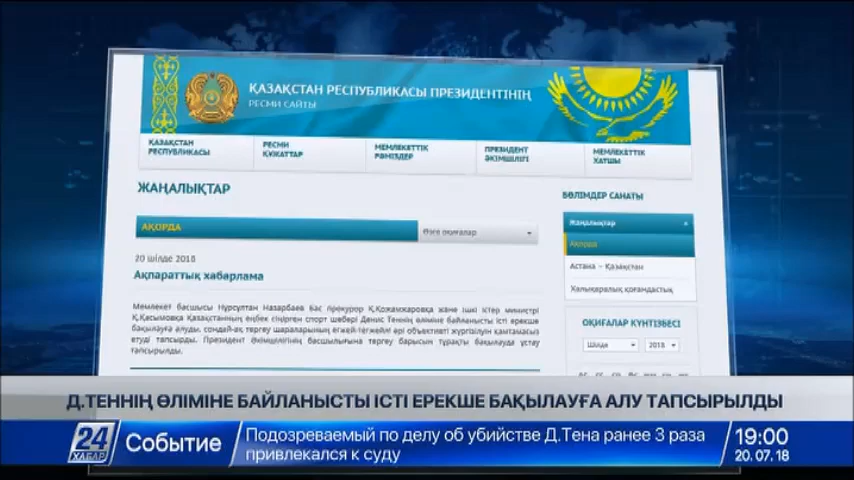 ҚАЗАҚСТАН РЕСПУБЛИКАСЫ ПРЕЗИДЕНТІНІҢ
РЕСМИ САЙТЫ
ҚАЗАҚСТАН
РЕСПУБЛИКАСЫ
РЕСМИ
ҚҰЖАТТАР
МЕМЛЕКЕТТІК
РӘМІЗДЕР
ПРЕЗИДЕНТ
ӘКІМШІЛІГІ
МЕМЛЕКЕТТІК
ХАТШЫ
ЖАҢАЛЫҚТАР
АҚОРДА
Өзге оқиғалар
20 шілде 2018
Ақпараттық хабарлама
Мемлекет басшысы Нұрсұлтан Назарбаев Бас прокурор Қ.Қожамжаровқа және Ішкі істер министрі
Қ.Қасымовқа Қазақстанның еңбек сіңірген спорт шебері Денис Теннің өліміне байланысты істі ерекше
бақылауға алуды, сондай-ақ тергеу шараларының егжей-тегжейлі әрі объективті жүргізілуін қамтамасыз
етуді тапсырды. Президент Әкімшілігінің басшылығына тергеу барысын тұрақты бақылауда ұстау
тапсырылды.
БӨЛІМДЕР САНАТЫ
Жаңалықтар
Ақорда
Астана – Қазақстан
Халықаралық қоғамдастық
ОҚИҒАЛАР КҮНТІЗБЕСІ
Шілде
2018
Д.ТЕННІҢ ӨЛІМІНЕ БАЙЛАНЫСТЫ ІСТІ ЕРЕКШЕ БАҚЫЛАУҒА АЛУ ТАПСЫРЫЛДЫ
24
ХАБАР
Событие
Подозреваемый по делу об убийстве Д.Тена ранее 3 раза
привлекался к суду
19:00
20.07.18